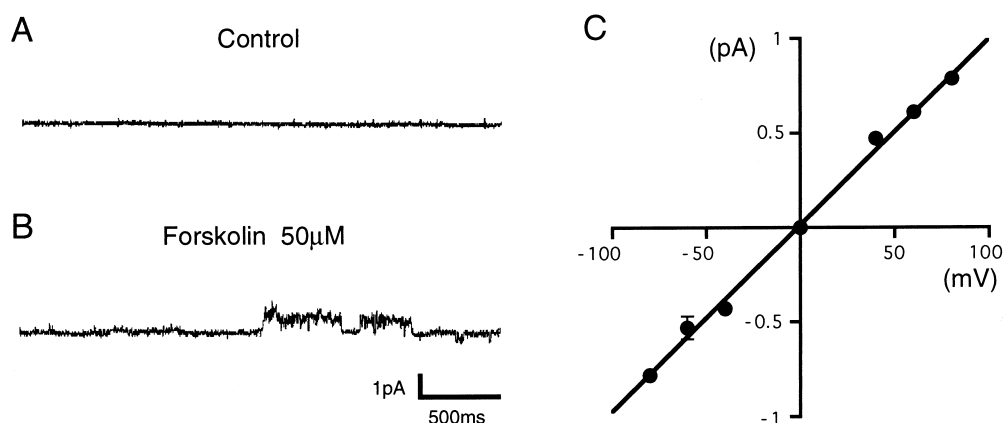 A
Control
B
Forskolin 50µM
1pA
500ms
C
(pA)
1
0.5
-100
-50
50
100
(mV)
-0.5
-1